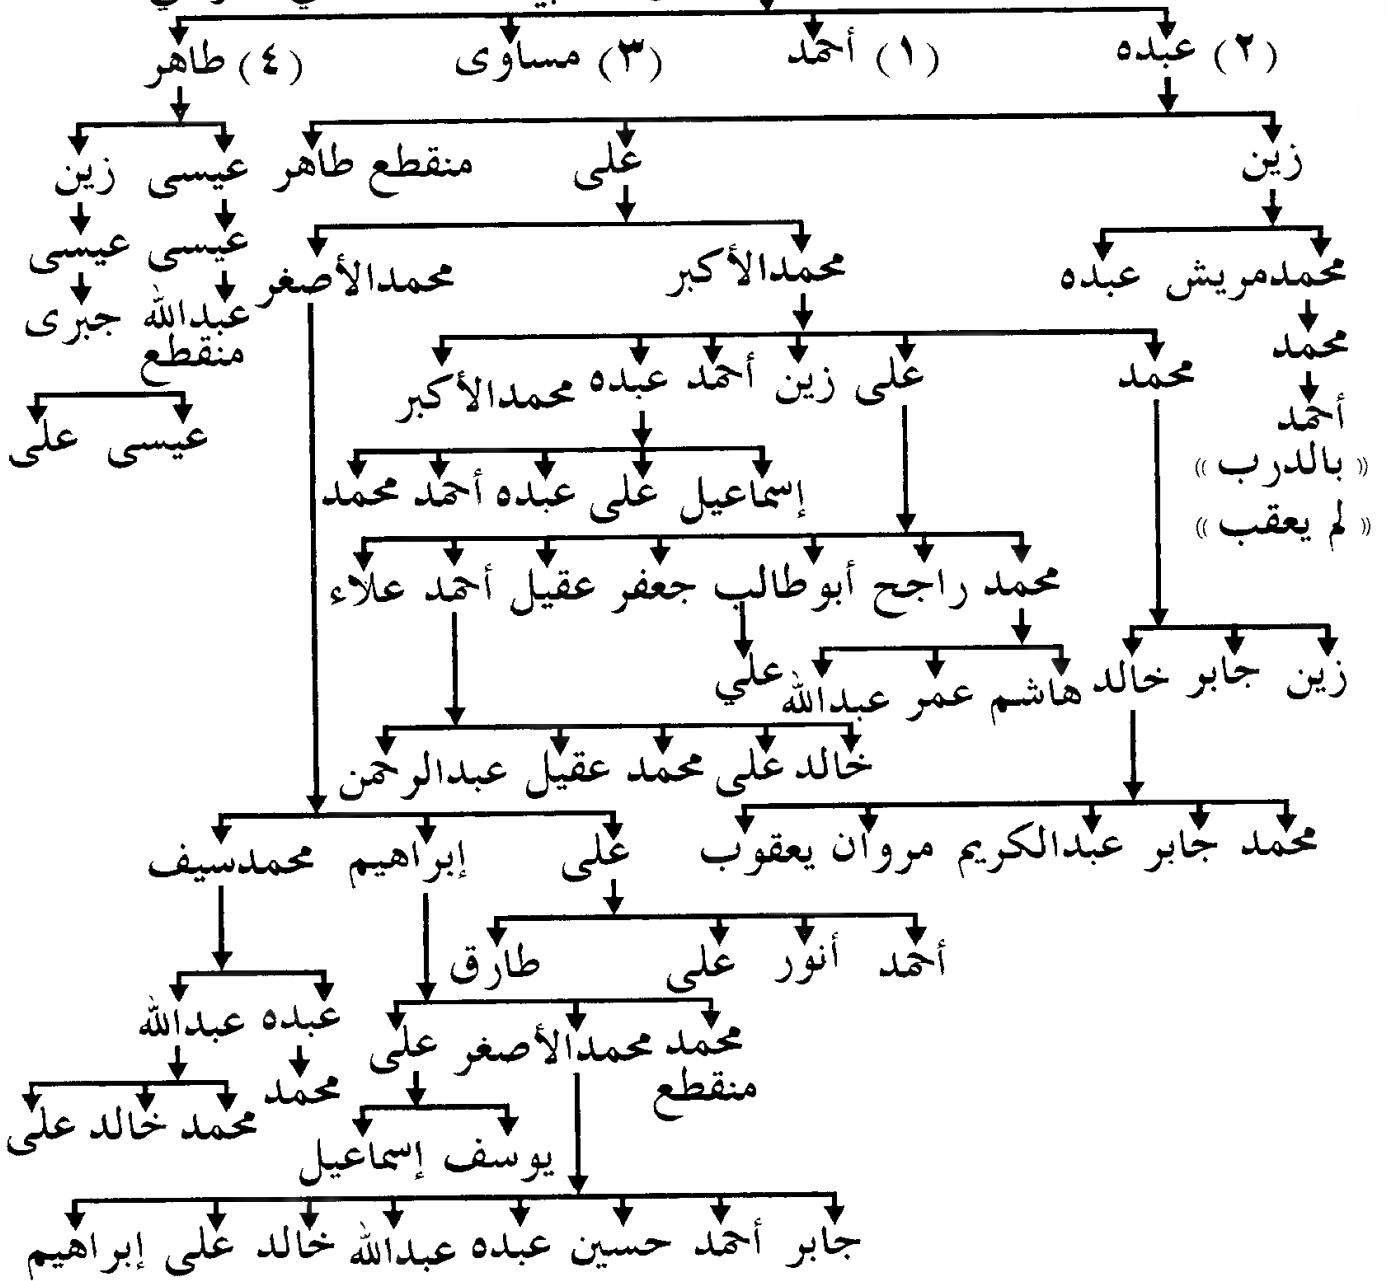 (٢) عبده (١) أحمد (٣) مساوى (٤) طاهر
زين على منقطع طاهر عيسى زين
محمدمريش عبده محمدالأكبر محمدالأصغر عيسى عيسى
محمد عبدالله جبرى
منقطع
محمد على زين أحمد عبده محمدالأكبر
أحمد عيسى على
« بالدرب »
إسماعيل على عبده أحمد محمد
« لم يعقب »
محمد راجح أبوطالب جعفر عقيل أحمد علاء
زين جابر خالد هاشم عمر عبدالله علي
خالد على محمد عقيل عبدالرحمن
محمد جابر عبدالكريم مروان يعقوب على إبراهيم محمدسيف
أحمد أنور على طارق
عبده عبدالله
محمد محمدالأصغر على
منقطع محمد
محمد خالد على
يوسف إسماعيل
جابر أحمد حسين عبده عبدالله خالد على إبراهيم